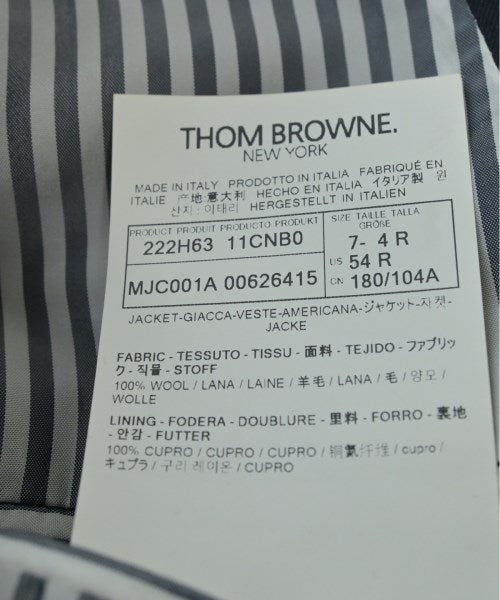 THOM BROWNE.
NEW YORK
MADE IN ITALY PRODOTTO IN ITALIA FABRIQUÉ EN
ITALIE 产地:意大利 HECHO EN ITALIA イタリア製 원
산지:이태리 HERGESTELLT IN ITALIEN
PRODUCT PRODUIT PRODUCTO PRODUKT
222H63 11CNB0
MJC001A 00626415
SIZE TAILLE TALLA
GRÖßE
7- 4 R
US 54 R
CN 180/104A
JACKET-GIACCA-VESTE-AMERICANA-ジャケット-자켓-
JACKE
FABRIC - TESSUTO - TISSU - 面料 - TEJIDO - ファブリッ
ク - 직물 - STOFF
100% WOOL / LANA / LAINE / 羊毛 / LANA / 毛 / 양모 /
WOLLE
LINING - FODERA - DOUBLURE - 里料 - FORRO - 裏地
- 안감 - FUTTER
100% CUPRO / CUPRO / CUPRO / 铜氨纤维 / cupro /
キュプラ / 구리 레이온 / CUPRO